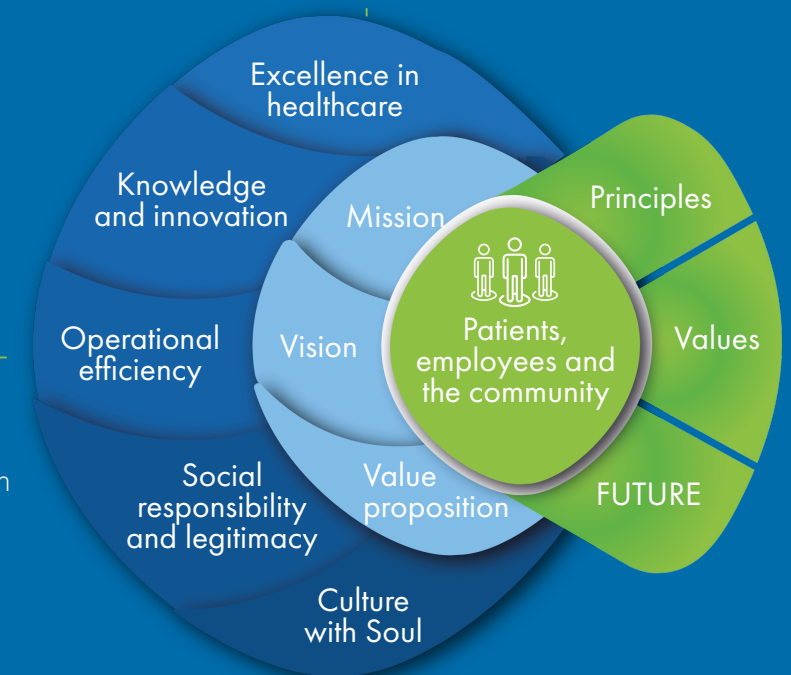 Excellence in
healthcare
Knowledge
and innovation
Operational
efficiency
Social
responsibility
and legitimacy
Culture
with Soul
Mission
Vision
Value
proposition
Patients,
employees and
the community
Principles
Values
FUTURE